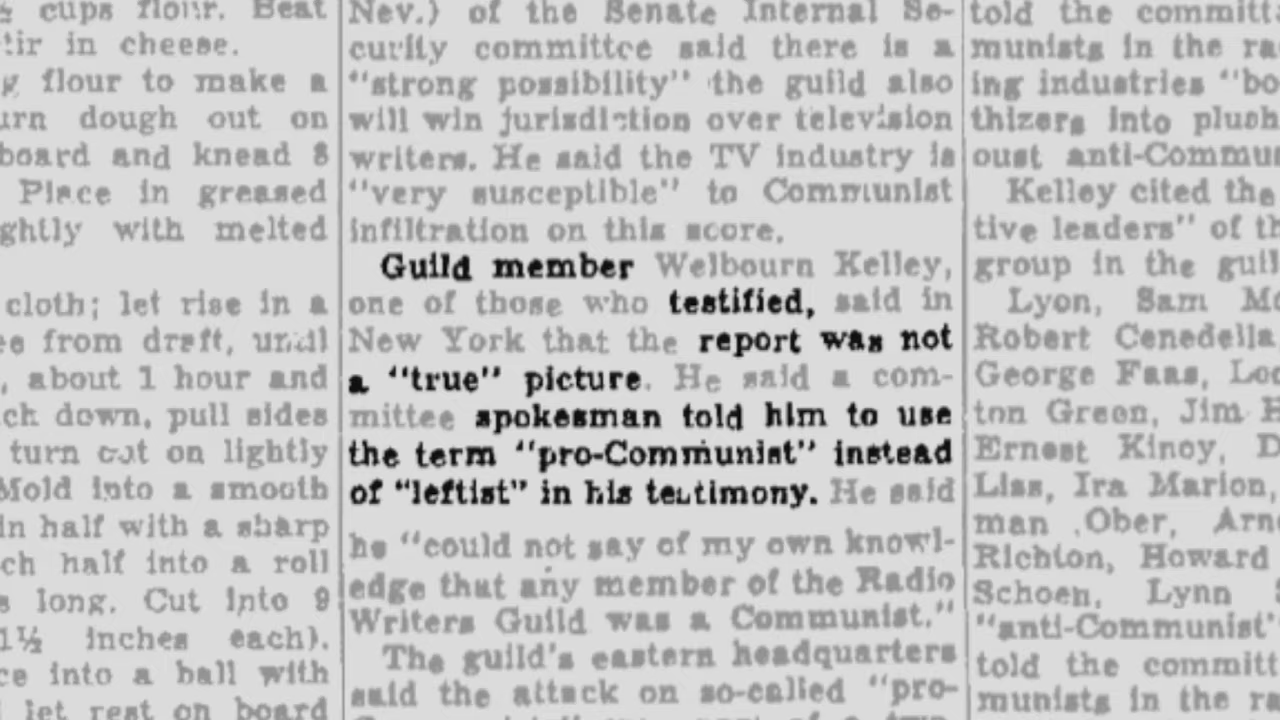 ½ cups flour. Beat
tir in cheese.
g flour to make a
urn dough out on
board and knead 8
Place in greased
ghtly with melted
cloth; let rise in a
ee from draft, until
, about 1 hour and
ch down, pull sides
turn out on lightly
Mold into a smooth
in half with a sharp
ch half into a roll
s long. Cut into 9
1½ inches each).
ce into a ball with
let rest on board
Nev.) of the Senate Internal Se-
curity committee said there is a
"strong possibility" the guild also
will win jurisdiction over television
writers. He said the TV industry is
"very susceptible" to Communist
infiltration on this score.
Guild member Welbourn Kelley,
one of those who testified, said in
New York that the report was not
a "true" picture. He said a com-
mittee spokesman told him to use
the term "pro-Communist" instead
of "leftist" in his testimony. He said
he "could not say of my own knowl-
edge that any member of the Radio
Writers Guild was a Communist."
The guild's eastern headquarters
said the attack on so-called "pro-
told the committ
munists in the ra
ing industries "bo
thizers into plush
oust anti-Commun
Kelley cited the
tive leaders" of th
group in the guil
Lyon, Sam Mo
Robert Cenedella
George Faas, Lou
ton Green, Jim H
Ernest Kinoy, D
Liss, Ira Marion,
man Ober, Arn
Richton, Howard
Schoen, Lynn
"anti-Communist"
told the committ
munists in the ra